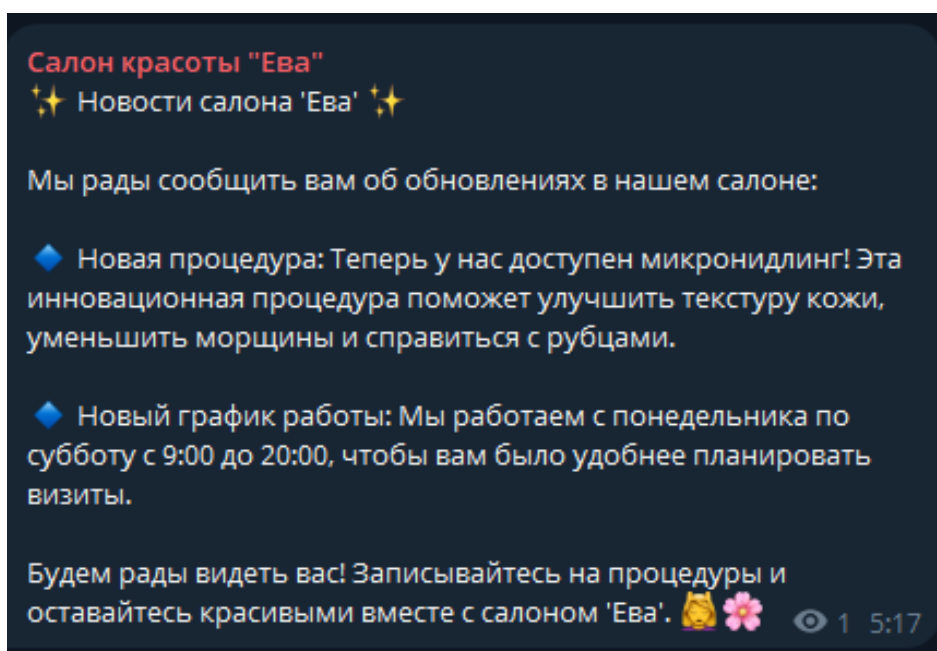 Салон красоты "Ева"
✨ Новости салона 'Ева' ✨
Мы рады сообщить вам об обновлениях в нашем салоне:
🔷 Новая процедура: Теперь у нас доступен микронидлинг! Эта
инновационная процедура поможет улучшить текстуру кожи,
уменьшить морщины и справиться с рубцами.
🔷 Новый график работы: Мы работаем с понедельника по
субботу с 9:00 до 20:00, чтобы вам было удобнее планировать
визиты.
Будем рады видеть вас! Записывайтесь на процедуры и
оставайтесь красивыми вместе с салоном 'Ева'. 💆‍♀️🌸 1 5:17